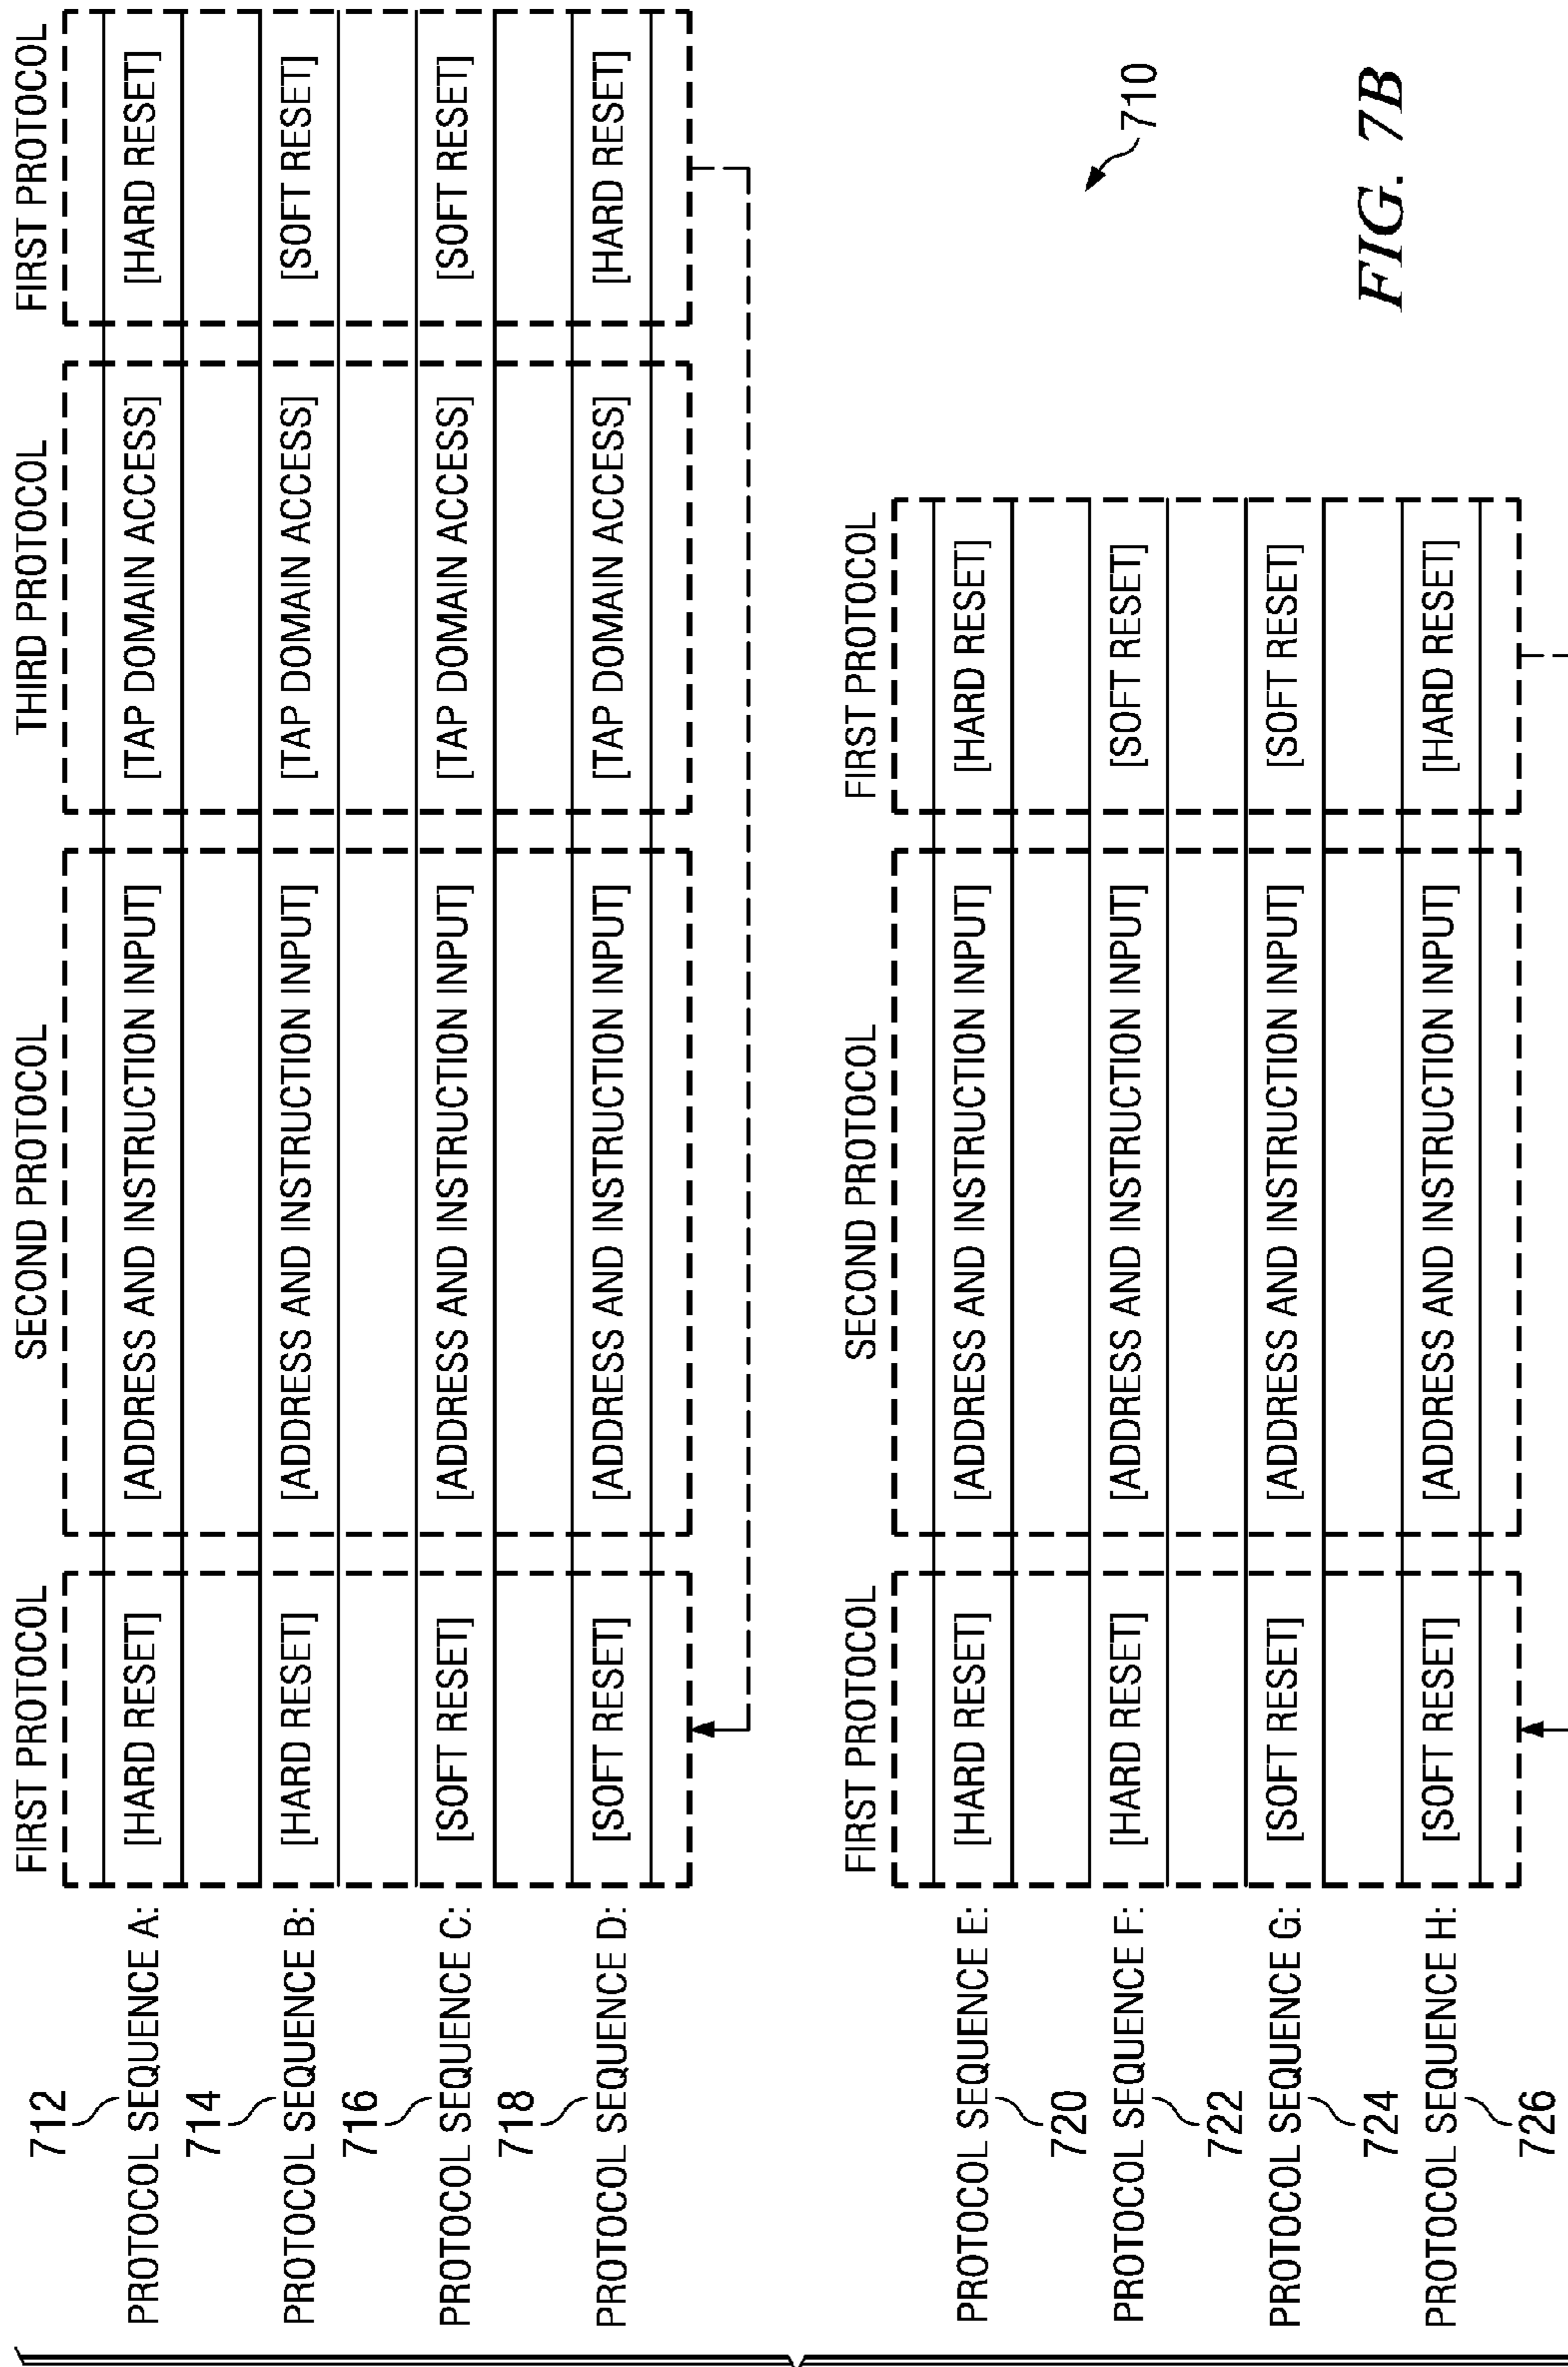 FIRST PROTOCOL SECOND PROTOCOL THIRD PROTOCOL FIRST PROTOCOL
712
PROTOCOL SEQUENCE A: [HARD RESET] [ADDRESS AND INSTRUCTION INPUT] [TAP DOMAIN ACCESS] [HARD RESET]
714
PROTOCOL SEQUENCE B: [HARD RESET] [ADDRESS AND INSTRUCTION INPUT] [TAP DOMAIN ACCESS] [SOFT RESET]
716
PROTOCOL SEQUENCE C: [SOFT RESET] [ADDRESS AND INSTRUCTION INPUT] [TAP DOMAIN ACCESS] [SOFT RESET]
718
PROTOCOL SEQUENCE D: [SOFT RESET] [ADDRESS AND INSTRUCTION INPUT] [TAP DOMAIN ACCESS] [HARD RESET]
FIRST PROTOCOL SECOND PROTOCOL FIRST PROTOCOL
PROTOCOL SEQUENCE E: [HARD RESET] [ADDRESS AND INSTRUCTION INPUT] [HARD RESET]
720
PROTOCOL SEQUENCE F: [HARD RESET] [ADDRESS AND INSTRUCTION INPUT] [SOFT RESET]
722
PROTOCOL SEQUENCE G: [SOFT RESET] [ADDRESS AND INSTRUCTION INPUT] [SOFT RESET]
724
PROTOCOL SEQUENCE H: [SOFT RESET] [ADDRESS AND INSTRUCTION INPUT] [HARD RESET]
726
710
FIG. 7B